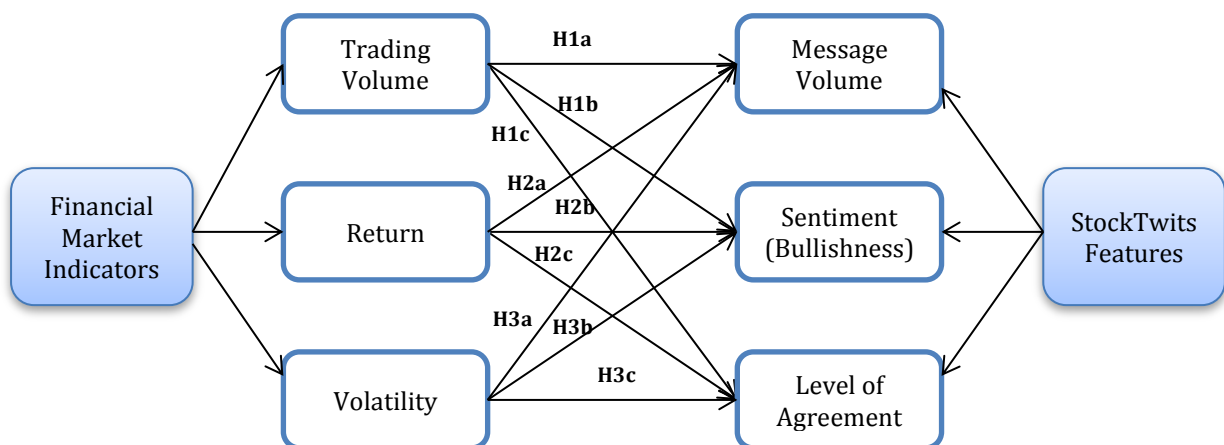 Financial
Market
Indicators
Trading
Volume
Return
Volatility
H1a
H1b
H1c
H2a
H2b
H2c
H3a
H3b
H3c
Message
Volume
Sentiment
(Bullishness)
Level of
Agreement
StockTwits
Features